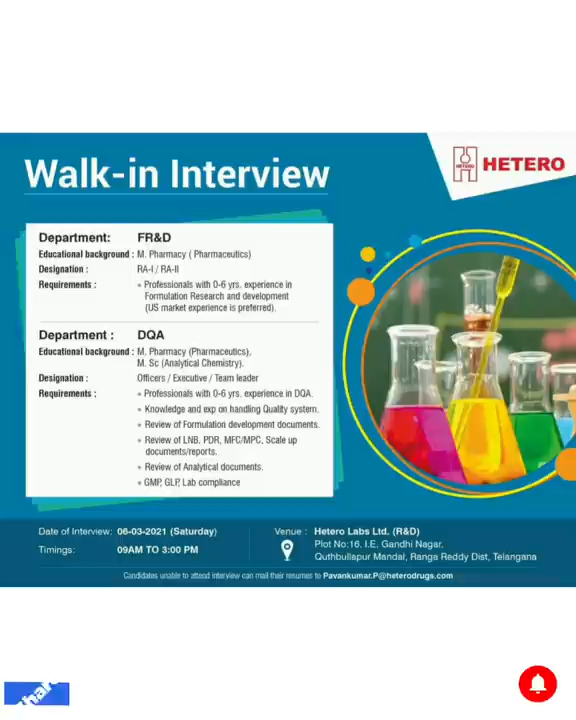 HETERO
HETERO
Walk-in Interview
Department: FR&D
Educational background : M. Pharmacy ( Pharmaceutics)
Designation : RA-I / RA-II
Requirements : • Professionals with 0-6 yrs. experience in
Formulation Research and development
(US market experience is preferred).
Department : DQA
Educational background : M. Pharmacy (Pharmaceutics),
M. Sc (Analytical Chemistry).
Designation : Officers / Executive / Team leader
Requirements : • Professionals with 0-6 yrs. experience in DQA.
• Knowledge and exp on handling Quality system.
• Review of Formulation development documents.
• Review of LNB, PDR, MFC/MPC, Scale up
documents/reports.
• Review of Analytical documents.
• GMP, GLP, Lab compliance
Date of Interview: 06-03-2021 (Saturday)
Timings: 09AM TO 3:00 PM
Venue : Hetero Labs Ltd. (R&D)
Plot No:16, I.E, Gandhi Nagar,
Quthbullapur Mandal, Ranga Reddy Dist, Telangana
Candidates unable to attend interview can mail their resumes to Pavankumar.P@heterodrugs.com